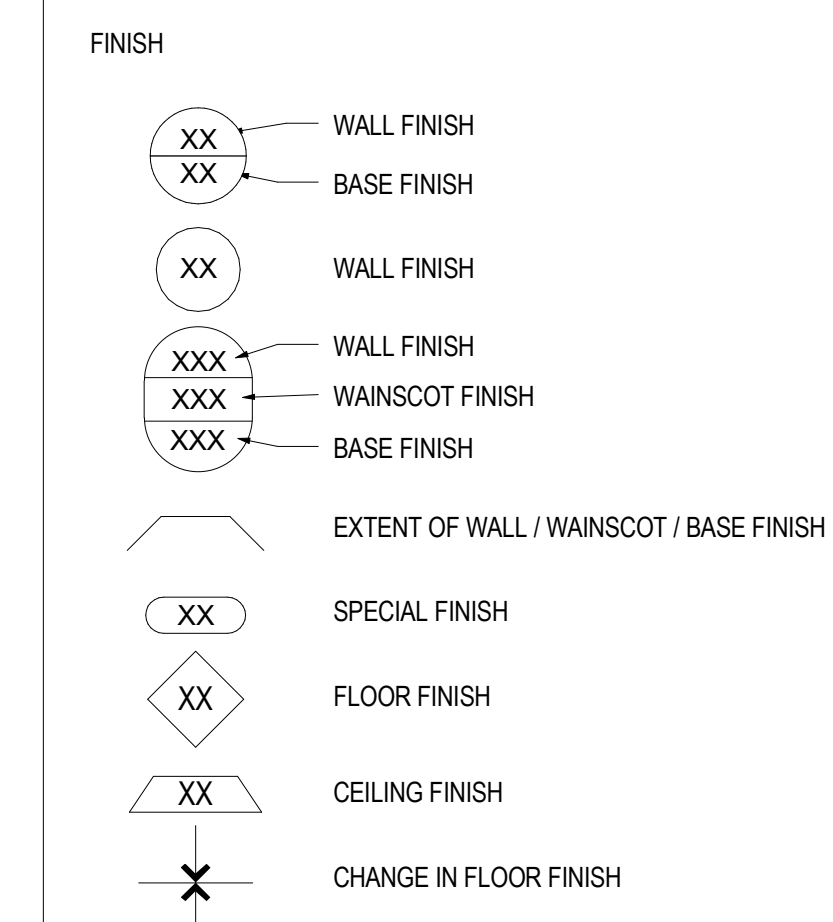 FINISH
XX WALL FINISH
XX BASE FINISH
XX WALL FINISH
XXX WALL FINISH
XXX WAINSCOT FINISH
XXX BASE FINISH
EXTENT OF WALL / WAINSCOT / BASE FINISH
XX SPECIAL FINISH
XX FLOOR FINISH
XX CEILING FINISH
CHANGE IN FLOOR FINISH